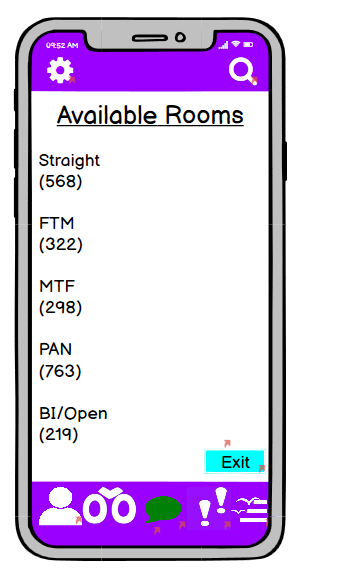 09:52 AM
Available Rooms
Straight
(568)
FTM
(322)
MTF
(298)
PAN
(763)
BI/Open
(219)
Exit